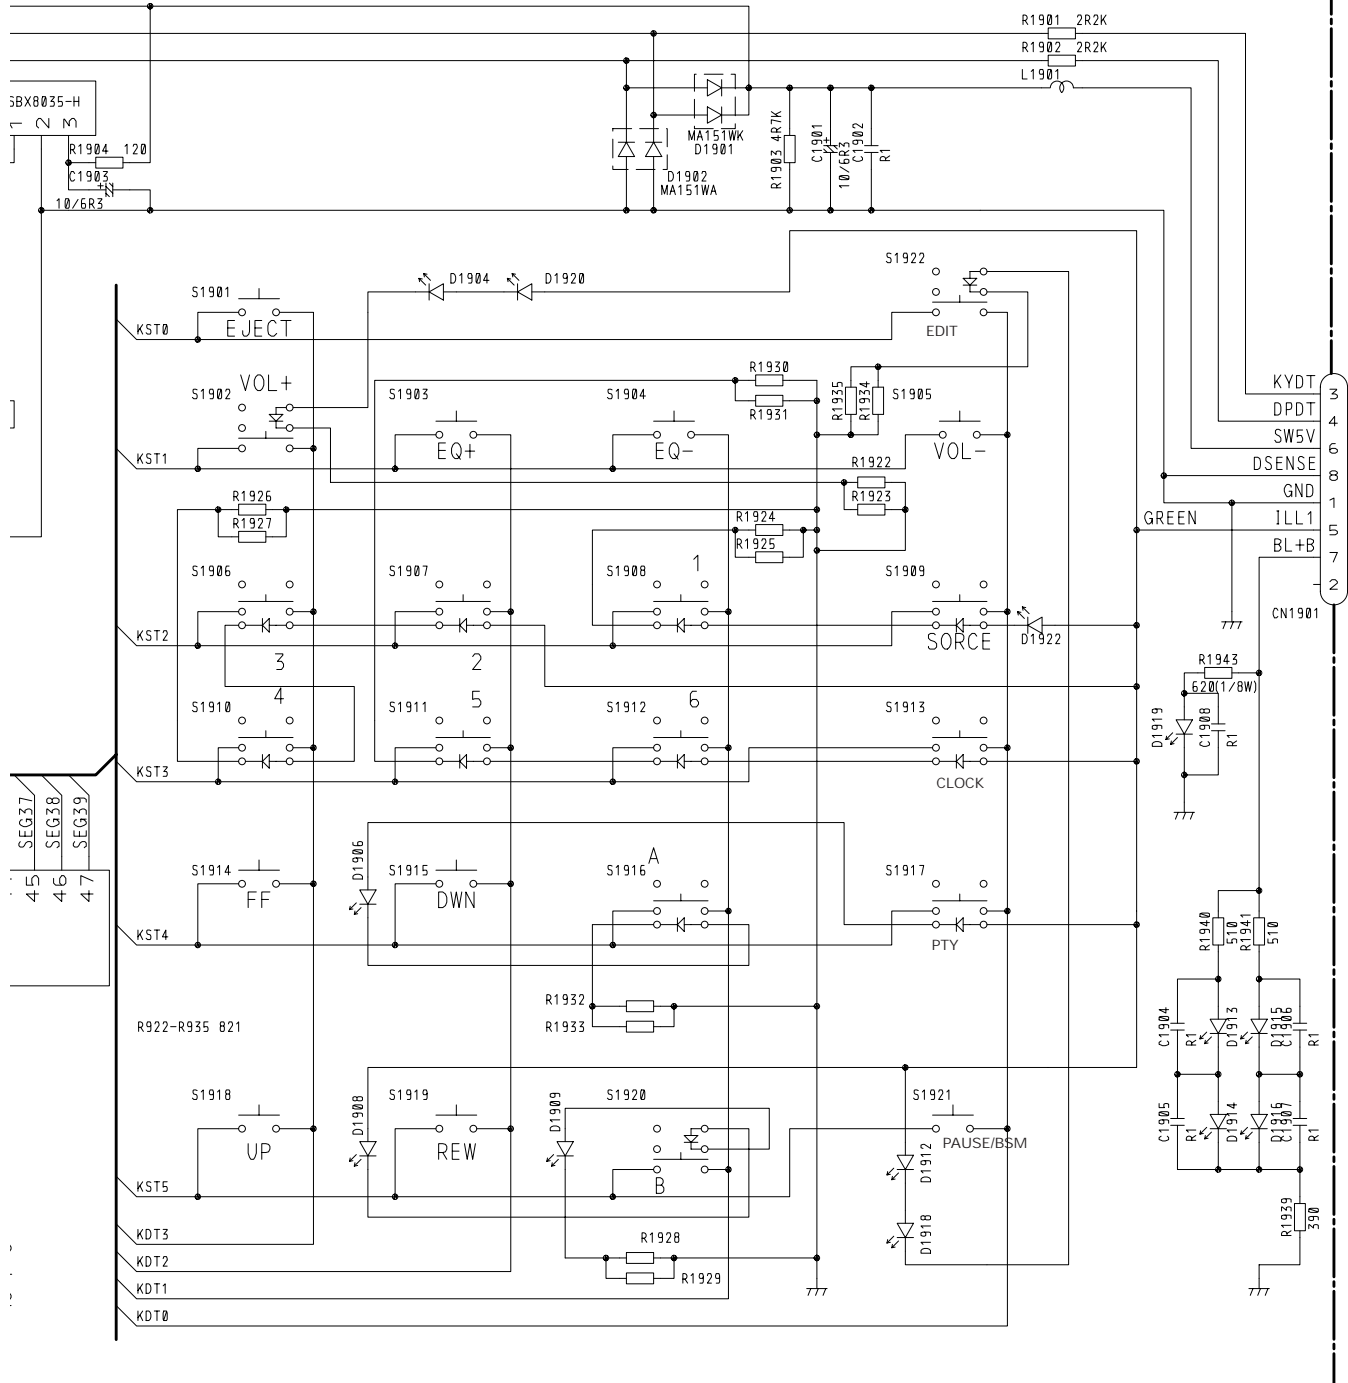 R1901 2R2K
R1902 2R2K
L1901
SBX8035-H
1 2 3
R1904 120
C1903
10/6R3
MA151WK
D1901
D1902
MA151WA
R1903 4R7K
C1901
10/6R3
C1902
R1
S1901
EJECT
D1904
D1920
S1922
EDIT
KST0
S1902
VOL+
S1903
EQ+
S1904
EQ-
R1930
R1931
R1935
R1934
S1905
VOL-
KST1
R1922
R1923
R1926
R1927
R1924
R1925
KYDT 3
DPDT 4
SW5V 6
DSENSE 8
GND 1
GREEN
ILL1 5
BL+B 7
2
CN1901
S1906
S1907
S1908
1
S1909
SORCE
D1922
KST2
3
2
4
5
6
S1910
S1911
S1912
S1913
CLOCK
KST3
R1943
620(1/8W)
D1919
C1908
R1
SEG37
SEG38
SEG39
45
46
47
S1914
FF
D1906
S1915
DWN
S1916
A
S1917
PTY
KST4
R1940
510
R1941
510
R1932
R1933
R922-R935 821
C1904
R1
D1913
D1915
C1906
R1
C1905
R1
D1914
D1916
C1907
R1
S1918
UP
D1908
S1919
REW
D1909
S1920
B
S1921
PAUSE/BSM
D1912
D1918
KST5
KDT3
KDT2
KDT1
KDT0
R1928
R1929
R1939
390